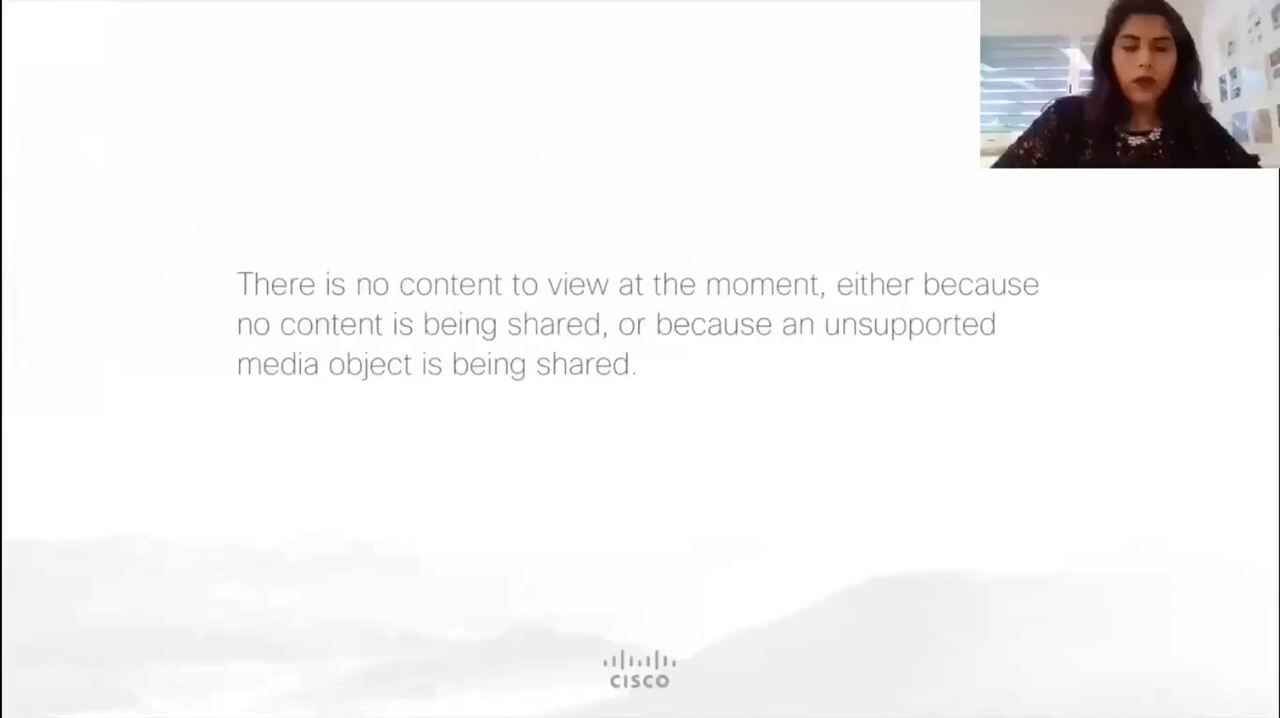 There is no content to view at the moment, either because
no content is being shared, or because an unsupported
media object is being shared.
CISCO